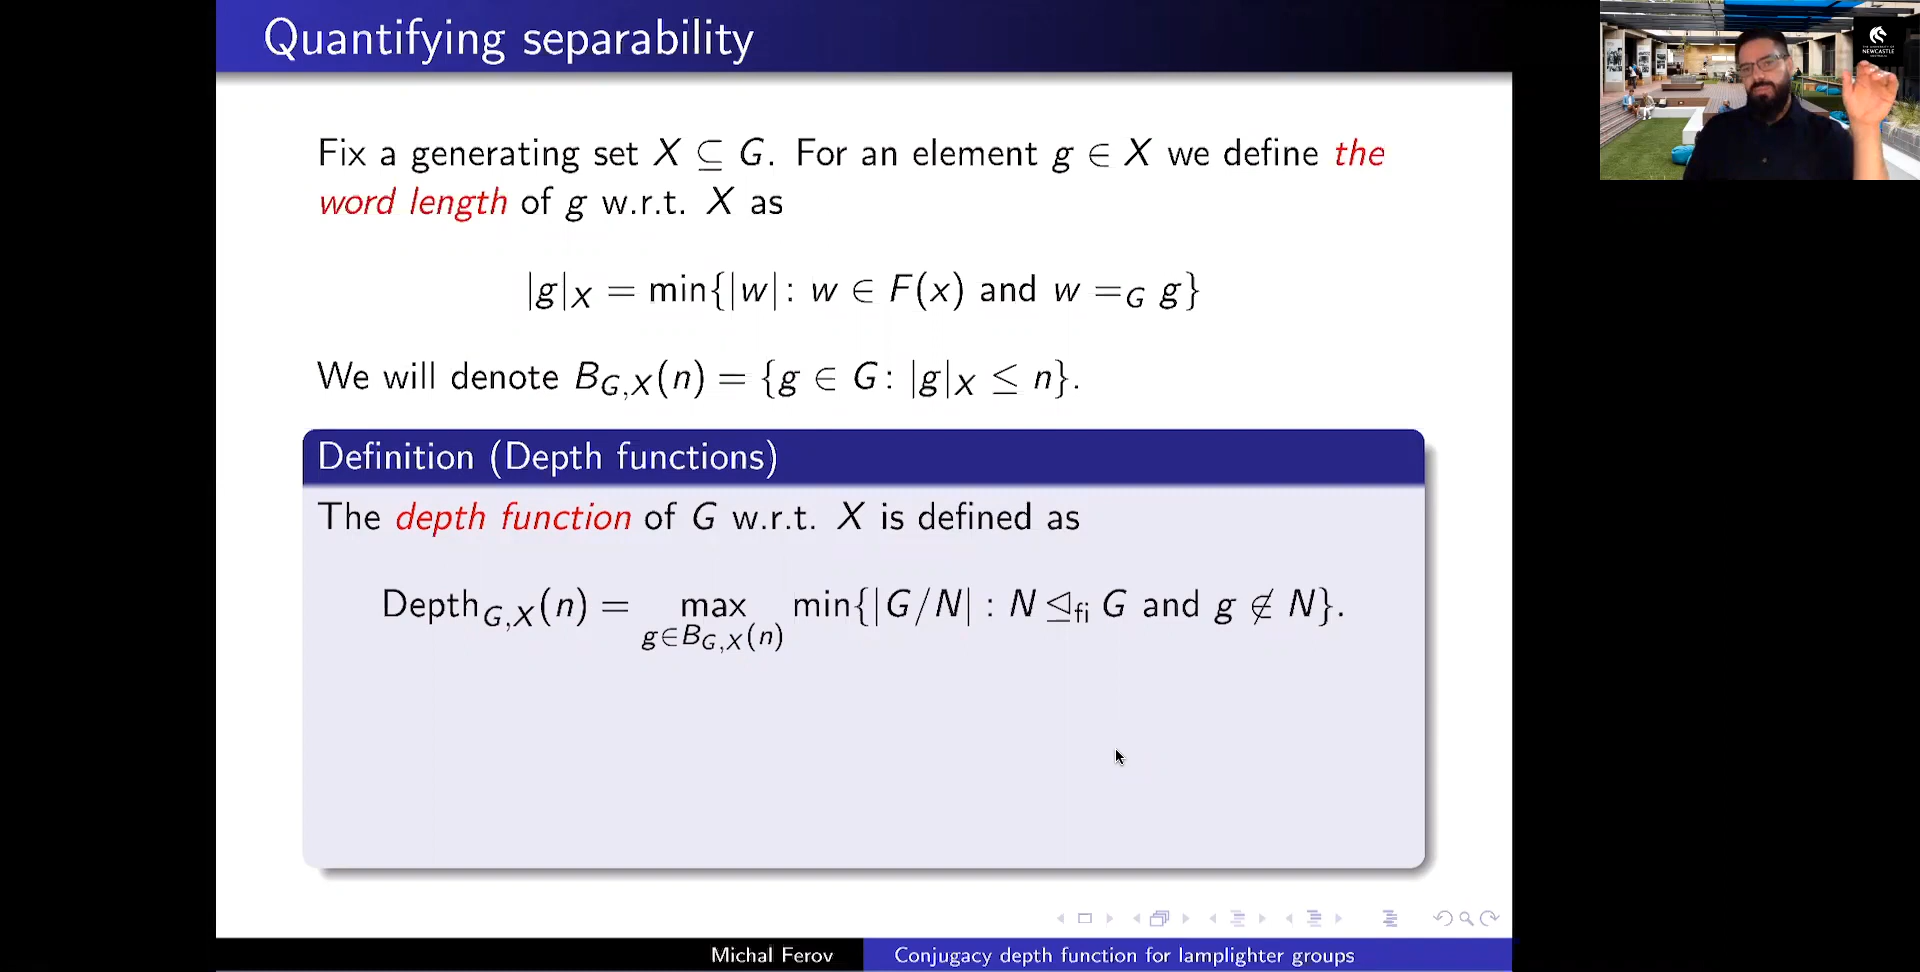 Quantifying separability
Fix a generating set X ⊆ G. For an element g ∈ X we define the
word length of g w.r.t. X as
|g|_X = min{|w| : w ∈ F(x) and w =_G g}
We will denote B_{G,X}(n) = {g ∈ G : |g|_X ≤ n}.
Definition (Depth functions)
The depth function of G w.r.t. X is defined as
Depth_{G,X}(n) = max_{g∈B_{G,X}(n)} min{|G/N| : N ⊴_{fi} G and g ∉ N}.
Michal Ferov
Conjugacy depth function for lamplighter groups
NEWCASTLE